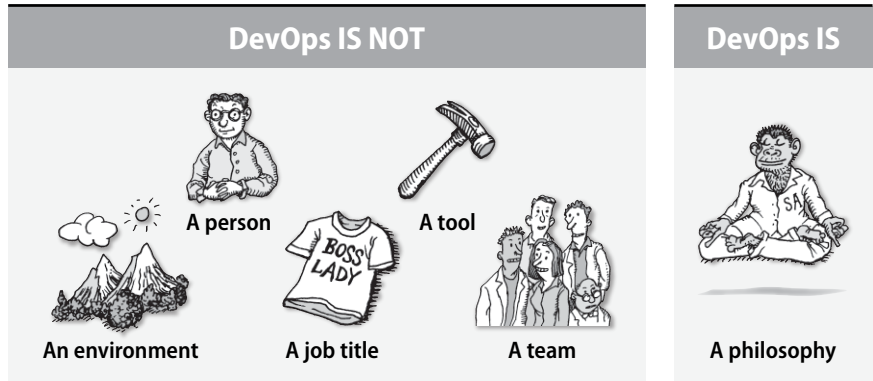 DevOps IS NOT
DevOps IS
A person
A tool
BOSS
LADY
SA
An environment
A job title
A team
A philosophy